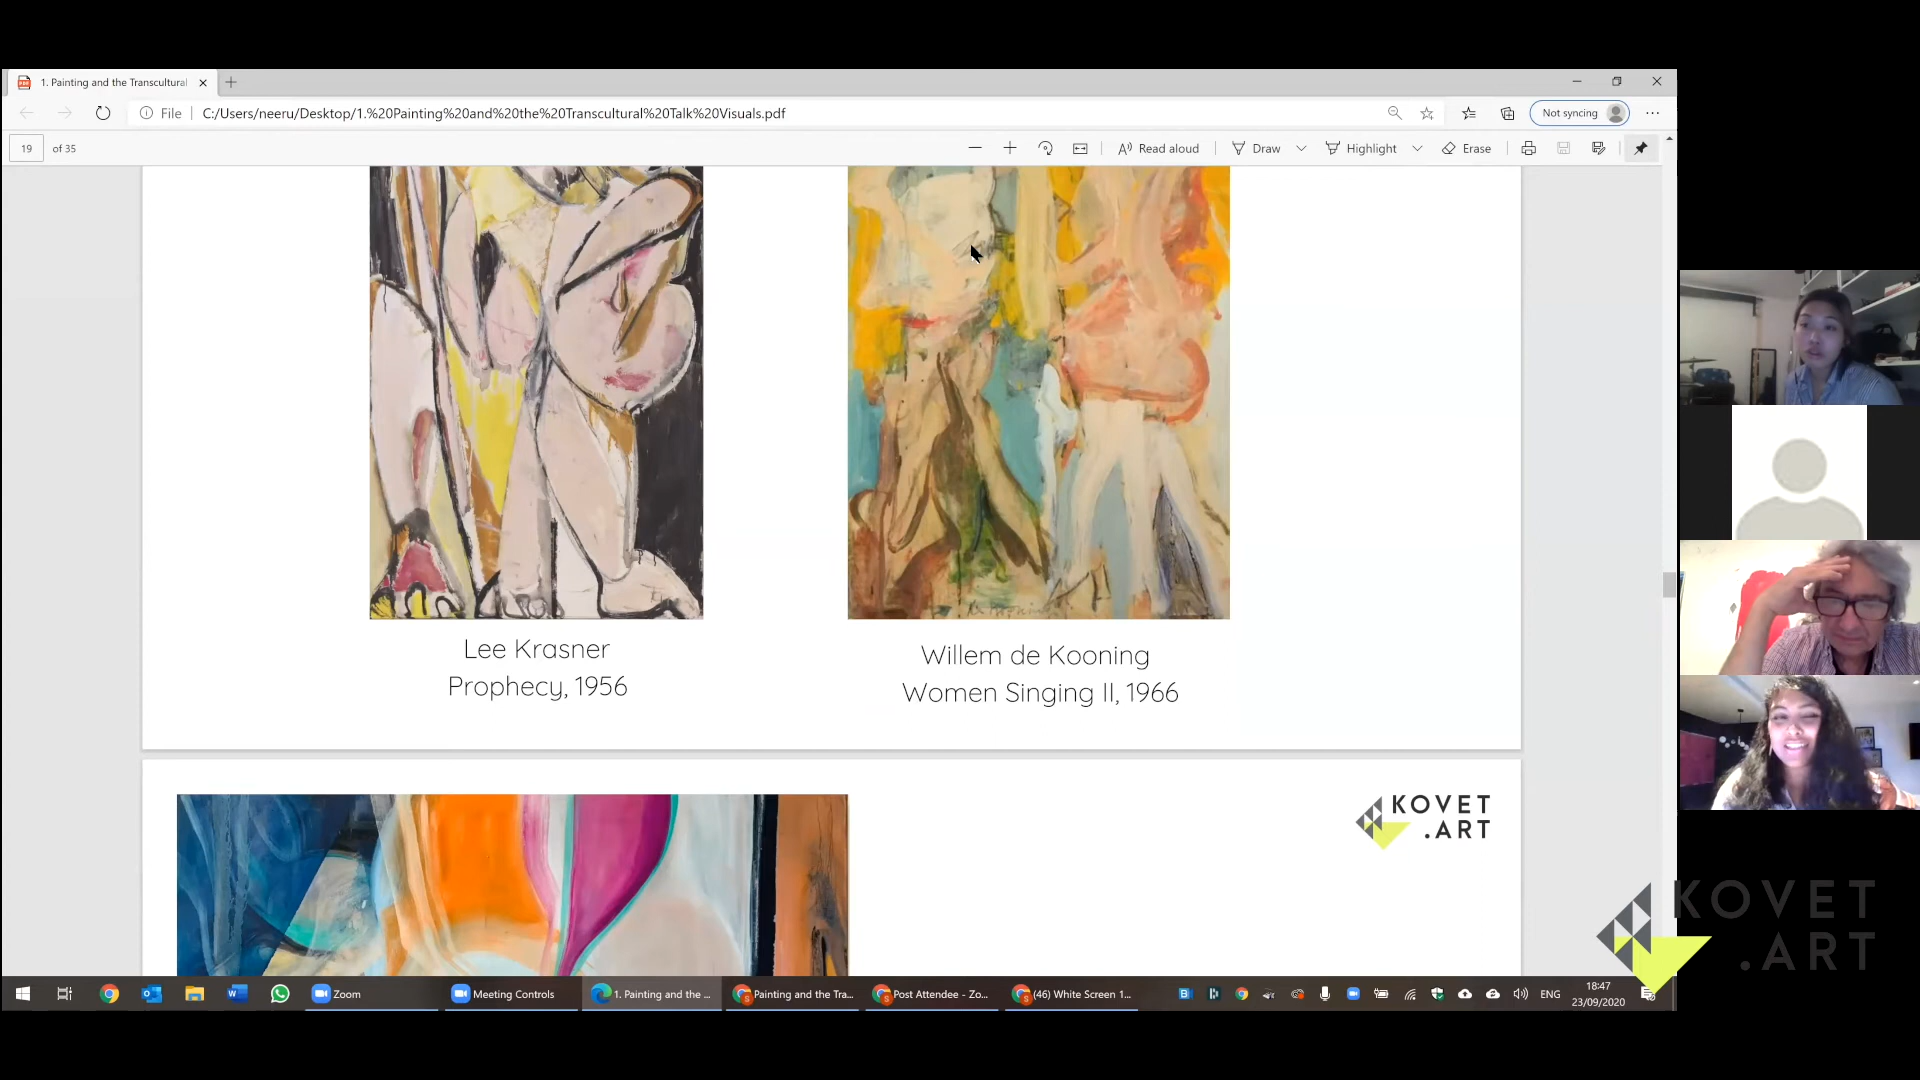 1. Painting and the Transcultural
File
C:/Users/neeru/Desktop/1.%20Painting%20and%20the%20Transcultural%20Talk%20Visuals.pdf
Not syncing
19
of 35
Read aloud
Draw
Highlight
Erase
Lee Krasner
Prophecy, 1956
Willem de Kooning
Women Singing II, 1966
KOVET
.ART
KOVET
.ART
Zoom
Meeting Controls
1. Painting and the ...
Painting and the Tra...
Post Attendee - Zo...
(46) White Screen 1...
ENG
18:47
23/09/2020